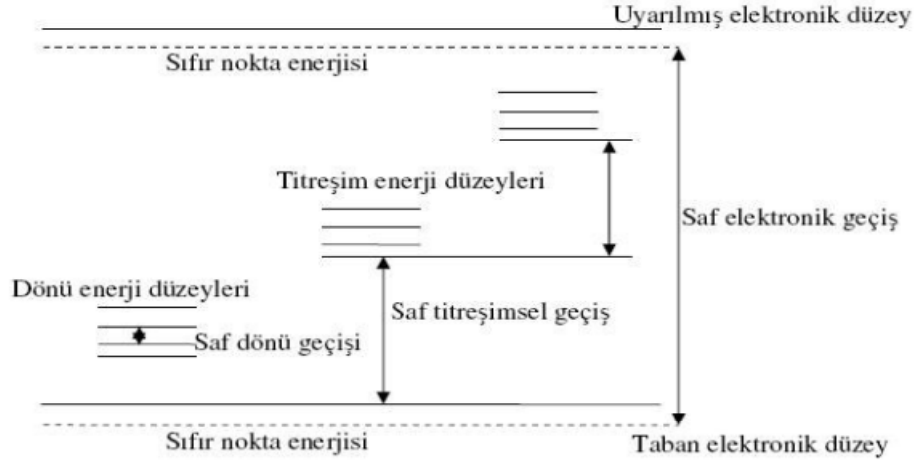 Uyarılmış elektronik düzey
Sıfır nokta enerjisi
Titreşim enerji düzeyleri
Saf elektronik geçiş
Dönü enerji düzeyleri
Saf titreşimsel geçiş
Saf dönü geçişi
Sıfır nokta enerjisi
Taban elektronik düzey